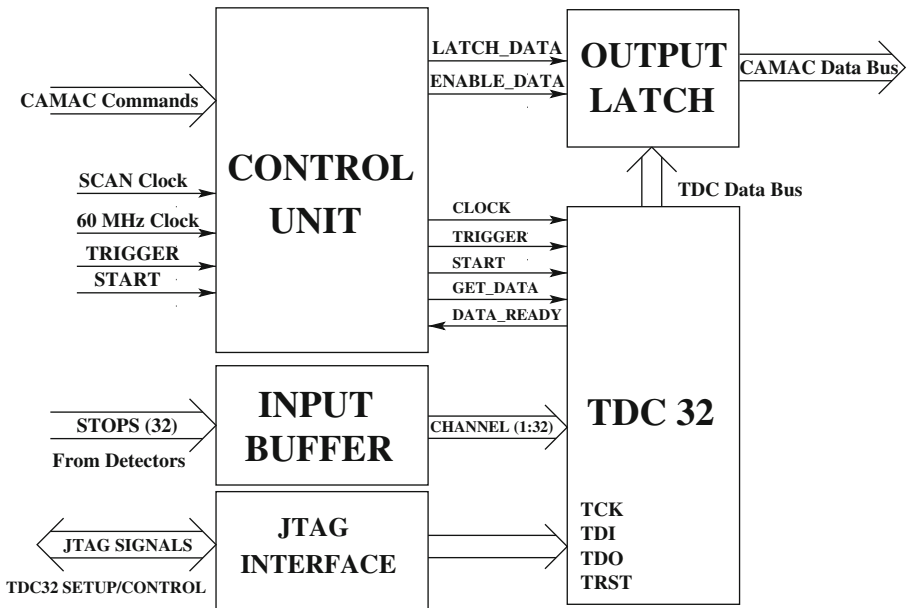 CAMAC Commands
SCAN Clock
60 MHz Clock
TRIGGER
START
CONTROL
UNIT
LATCH_DATA
ENABLE_DATA
OUTPUT
LATCH
CAMAC Data Bus
TDC Data Bus
CLOCK
TRIGGER
START
GET_DATA
DATA_READY
STOPS (32)
From Detectors
INPUT
BUFFER
CHANNEL (1:32)
TDC 32
JTAG SIGNALS
TDC32 SETUP/CONTROL
JTAG
INTERFACE
TCK
TDI
TDO
TRST